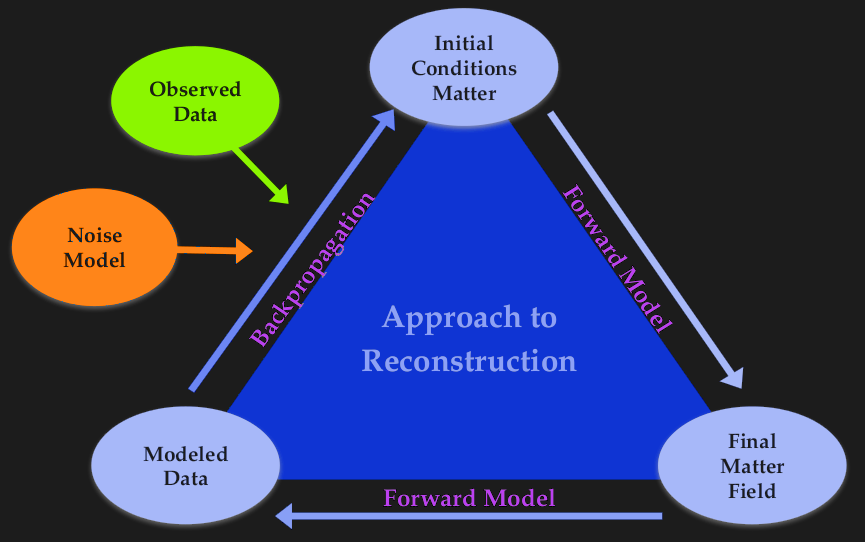 Initial
Conditions
Matter
Observed
Data
Noise
Model
Backpropagation
Forward Model
Approach to
Reconstruction
Modeled
Data
Final
Matter
Field
Forward Model